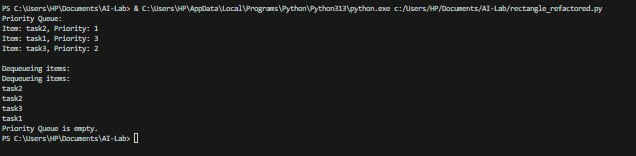 PS C:\Users\HP\Documents\AI-Lab> & C:\Users\HP\AppData\Local\Programs\Python\Python313\python.exe c:/Users/HP/Documents/AI-Lab/rectangle_refactored.py
Priority Queue:
Item: task2, Priority: 1
Item: task1, Priority: 3
Item: task3, Priority: 2

Dequeueing items:
Dequeueing items:
task2
task2
task3
task1
Priority Queue is empty.
PS C:\Users\HP\Documents\AI-Lab>